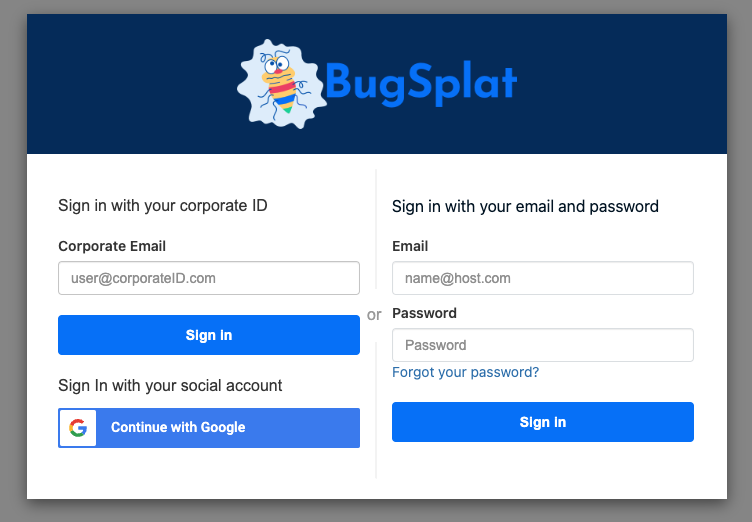 BugSplat
Sign in with your corporate ID
Corporate Email
user@corporateID.com
Sign in
Sign In with your social account
Continue with Google
or
Sign in with your email and password
Email
name@host.com
Password
Password
Forgot your password?
Sign in